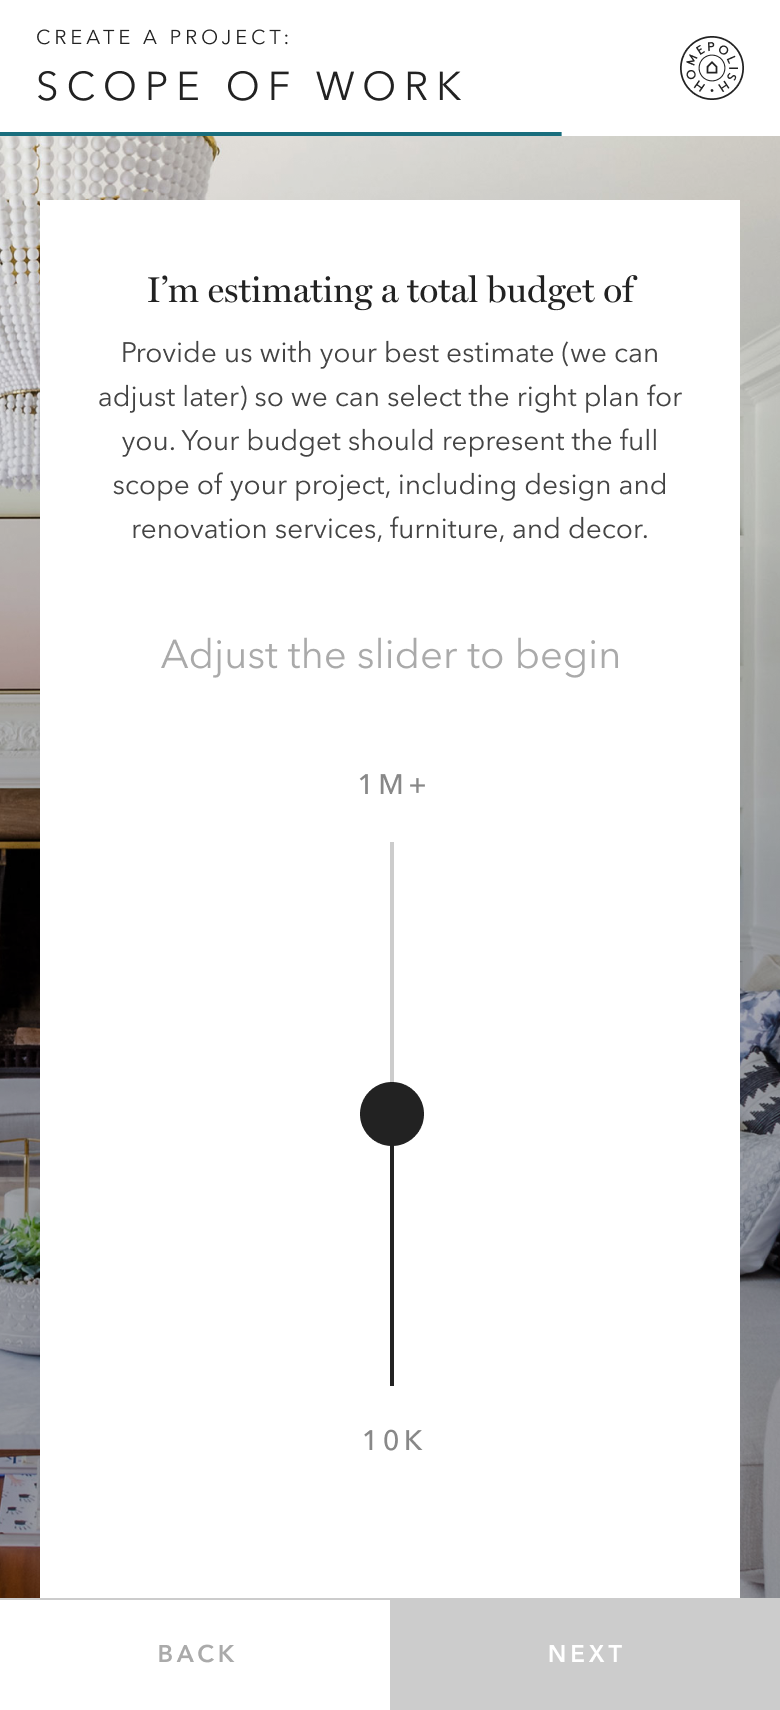 CREATE A PROJECT:
SCOPE OF WORK
HOMEPOLISH
I’m estimating a total budget of
Provide us with your best estimate (we can
adjust later) so we can select the right plan for
you. Your budget should represent the full
scope of your project, including design and
renovation services, furniture, and decor.
Adjust the slider to begin
1M+
10K
BACK
NEXT